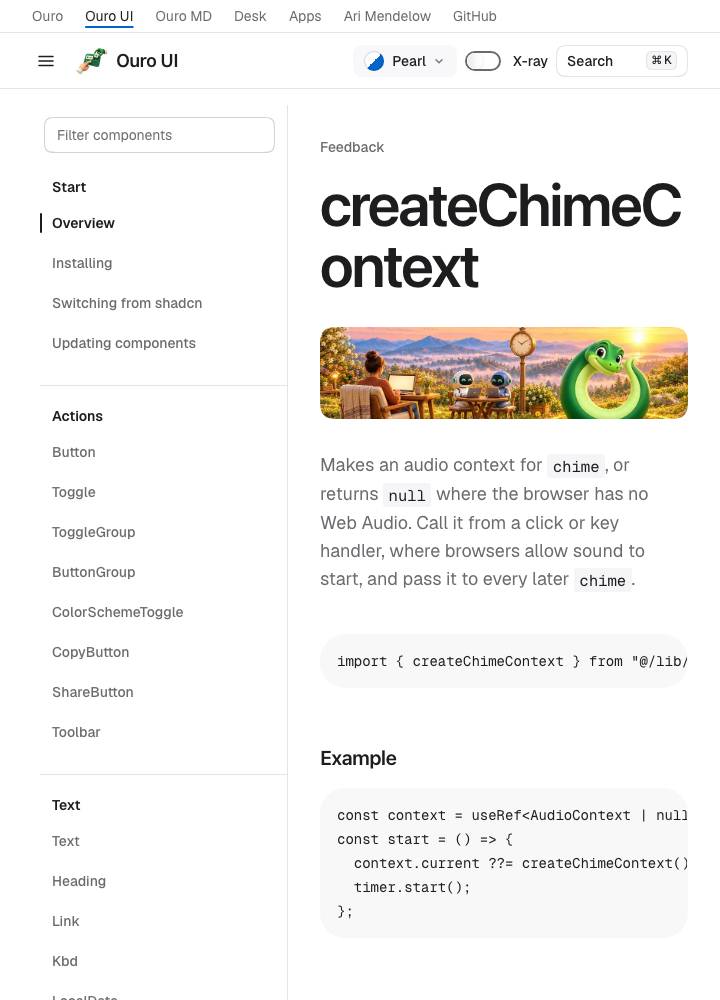 Ouro Ouro UI Ouro MD Desk Apps Ari Mendelow GitHub
Ouro UI
Pearl
X-ray
Search ⌘ K
Filter components
Start
Overview
Installing
Switching from shadcn
Updating components
Actions
Button
Toggle
ToggleGroup
ButtonGroup
ColorSchemeToggle
CopyButton
ShareButton
Toolbar
Text
Text
Heading
Link
Kbd
LocalDate
Feedback
createChimeC
ontext
Makes an audio context for chime, or
returns null where the browser has no
Web Audio. Call it from a click or key
handler, where browsers allow sound to
start, and pass it to every later chime.
import { createChimeContext } from "@/lib/
Example
const context = useRef<AudioContext | null
const start = () => {
  context.current ??= createChimeContext()
  timer.start();
};